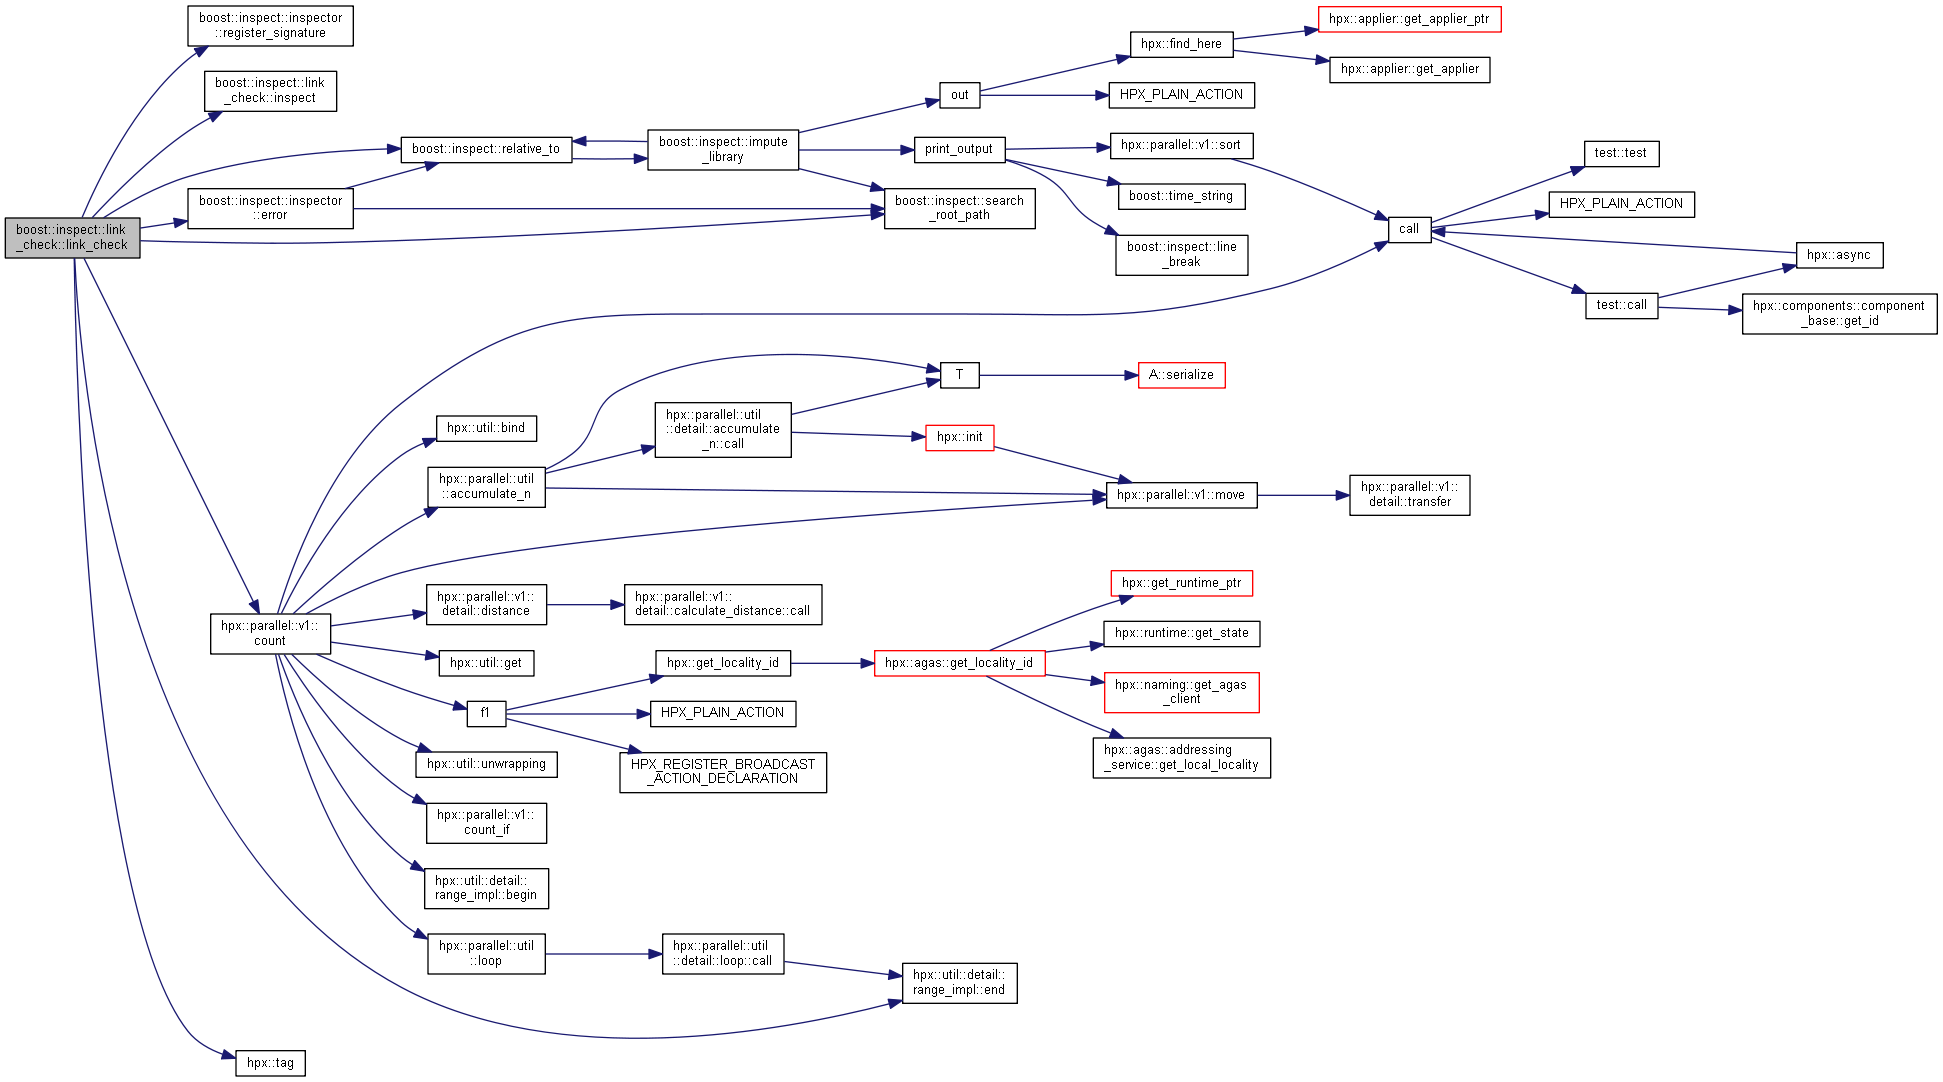 boost::inspect::inspector
::register_signature
boost::inspect::link
_check::inspect
boost::inspect::relative_to
boost::inspect::inspector
::error
boost::inspect::link
_check::link_check
boost::inspect::impute
_library
boost::inspect::search
_root_path
out
print_output
hpx::find_here
HPX_PLAIN_ACTION
hpx::applier::get_applier_ptr
hpx::applier::get_applier
hpx::parallel::v1::sort
boost::time_string
boost::inspect::line
_break
call
test::test
HPX_PLAIN_ACTION
test::call
hpx::async
hpx::components::component
_base::get_id
hpx::parallel::v1::
count
hpx::util::bind
hpx::parallel::util
::accumulate_n
hpx::parallel::util
::detail::accumulate
_n::call
T
A::serialize
hpx::init
hpx::parallel::v1::move
hpx::parallel::v1::
detail::transfer
hpx::parallel::v1::
detail::distance
hpx::parallel::v1::
detail::calculate_distance::call
hpx::util::get
f1
hpx::get_locality_id
HPX_PLAIN_ACTION
HPX_REGISTER_BROADCAST
_ACTION_DECLARATION
hpx::agas::get_locality_id
hpx::get_runtime_ptr
hpx::runtime::get_state
hpx::naming::get_agas
_client
hpx::agas::addressing
_service::get_local_locality
hpx::util::unwrapping
hpx::parallel::v1::
count_if
hpx::util::detail::
range_impl::begin
hpx::parallel::util
::loop
hpx::parallel::util
::detail::loop::call
hpx::util::detail::
range_impl::end
hpx::tag